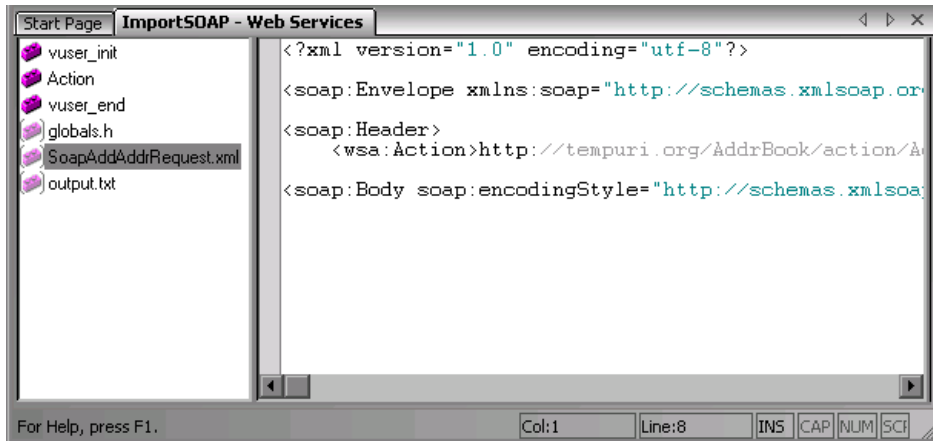 Start Page ImportSOAP - Web Services
vuser_init
Action
vuser_end
globals.h
SoapAddAddrRequest.xml
output.txt
<?xml version="1.0" encoding="utf-8"?>
<soap:Envelope xmlns:soap="http://schemas.xmlsoap.or
<soap:Header>
<wsa:Action>http://tempuri.org/AddrBook/action/A
<soap:Body soap:encodingStyle="http://schemas.xmlsoa
For Help, press F1. Col:1 Line:8 INS CAP NUM SCF